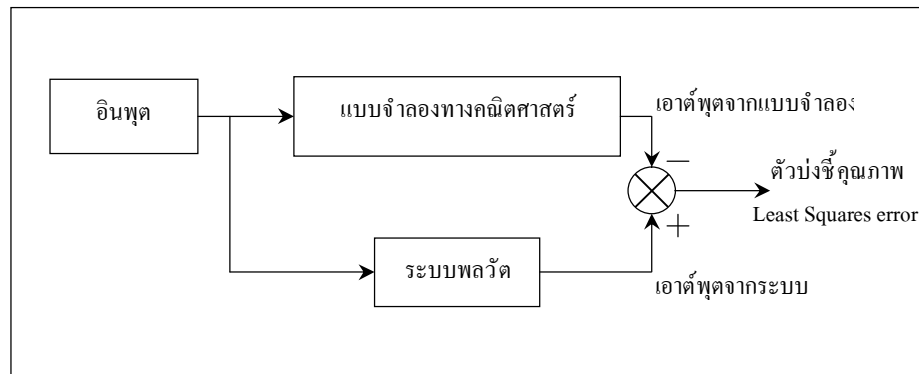 อินพุต
แบบจำลองทางคณิตศาสตร์
เอาต์พุตจากแบบจำลอง
−
ตัวบ่งชี้คุณภาพ
Least Squares error
+
ระบบพลวัต
เอาต์พุตจากระบบ